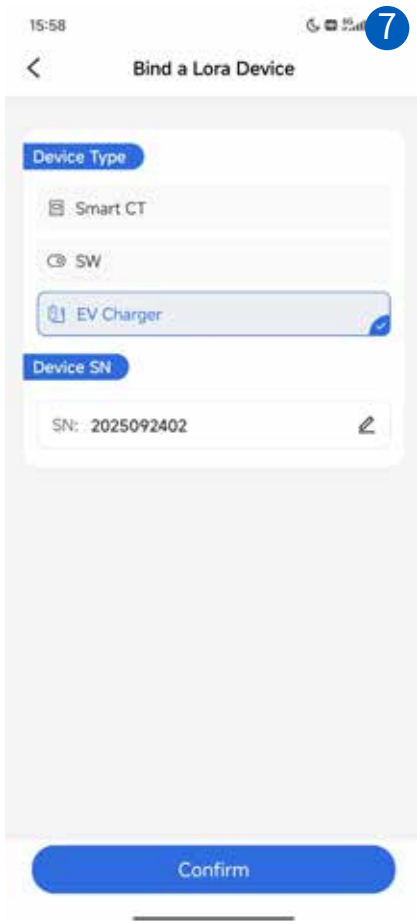 15:58
7
Bind a Lora Device
Device Type
Smart CT
SW
EV Charger
Device SN
SN: 2025092402
Confirm